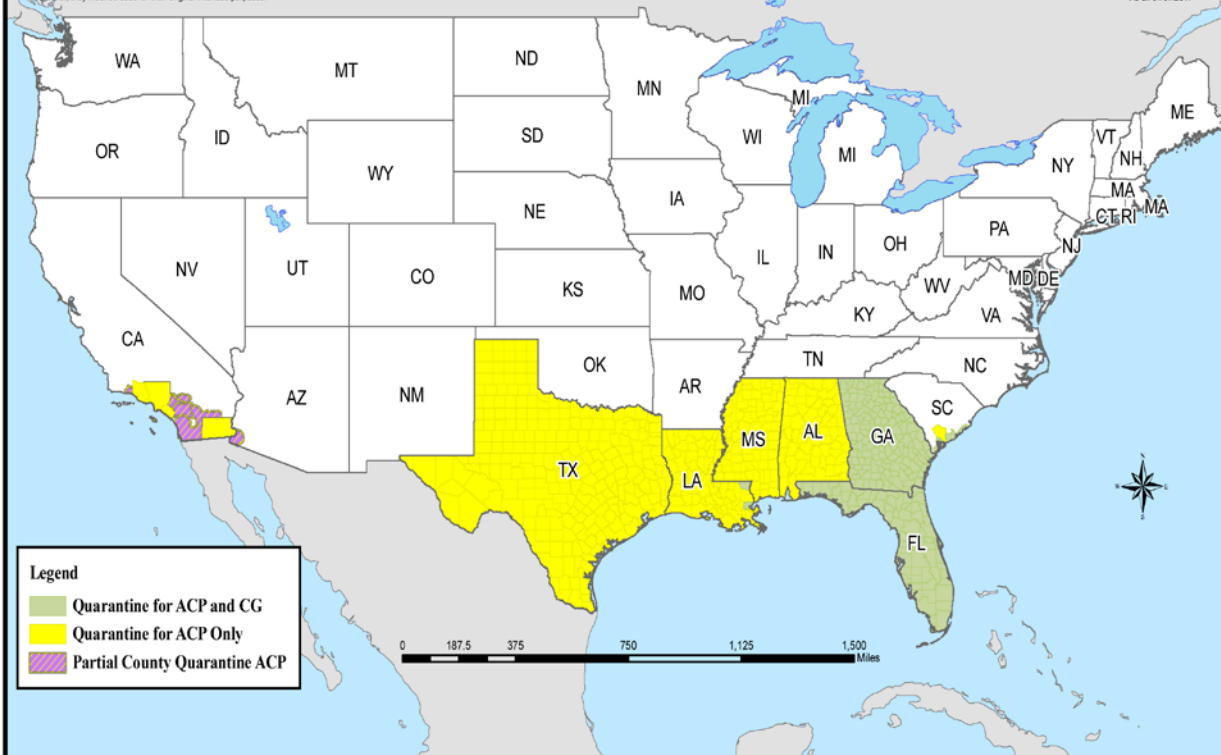 WA
MT
ND
MN
OR
ID
SD
WI
MI
MI
ME
VT
NH
NY
WY
IA
MA
MA
CT RI
NE
PA
NJ
NV
UT
CO
IL
IN
OH
MD DE
WV
KS
MO
KY
VA
CA
TN
NC
AZ
NM
OK
AR
SC
MS
AL
GA
TX
LA
FL
Legend
Quarantine for ACP and CG
Quarantine for ACP Only
Partial County Quarantine ACP
0 187.5 375 750 1,125 1,500
Miles